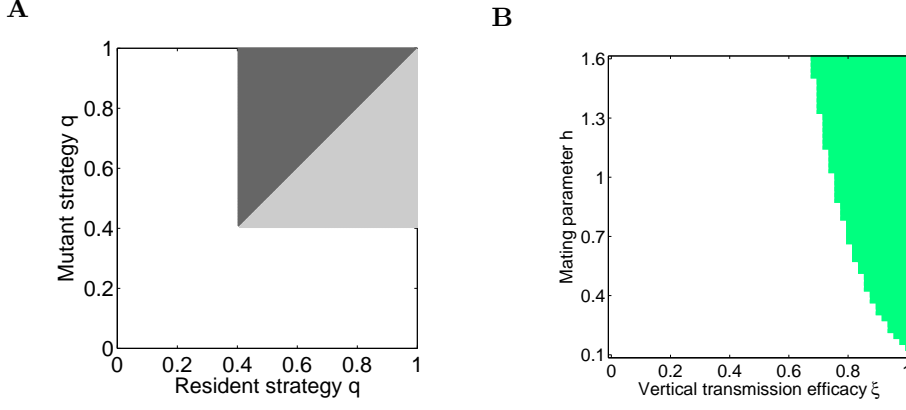 A
1
0.8
0.6
0.4
0.2
0
Mutant strategy q
0 0.2 0.4 0.6 0.8 1
Resident strategy q
B
1.6
1.3
1
0.7
0.4
0.1
Mating parameter h
0 0.2 0.4 0.6 0.8 1
Vertical transmission efficacy ξ